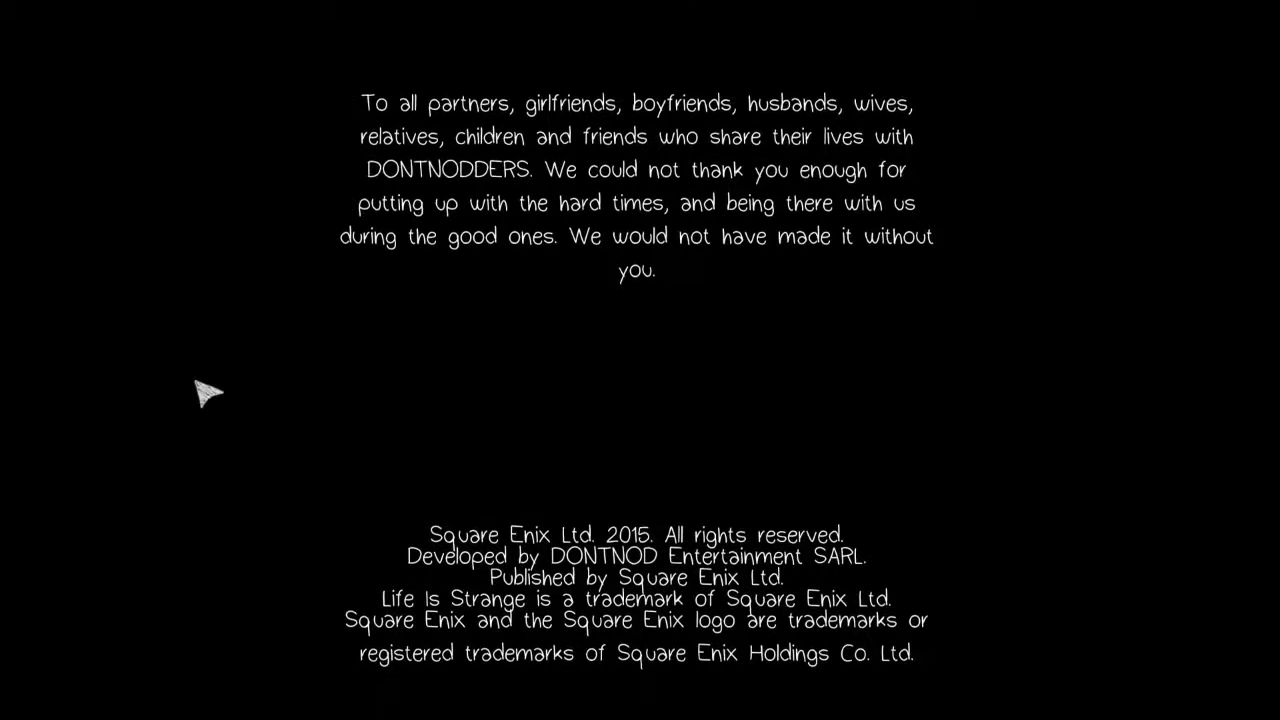 To all partners, girlfriends, boyfriends, husbands, wives,
relatives, children and friends who share their lives with
DONTNODDERS. We could not thank you enough for
putting up with the hard times, and being there with us
during the good ones. We would not have made it without
you.
Square Enix Ltd. 2015. All rights reserved.
Developed by DONTNOD Entertainment SARL.
Published by Square Enix Ltd.
Life Is Strange is a trademark of Square Enix Ltd.
Square Enix and the Square Enix logo are trademarks or
registered trademarks of Square Enix Holdings Co. Ltd.